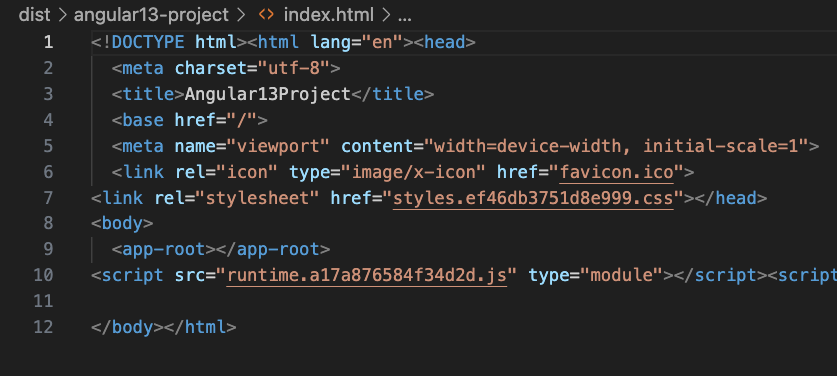 dist > angular13-project > <> index.html > ...
1 <!DOCTYPE html><html lang="en"><head>
2 <meta charset="utf-8">
3 <title>Angular13Project</title>
4 <base href="/">
5 <meta name="viewport" content="width=device-width, initial-scale=1">
6 <link rel="icon" type="image/x-icon" href="favicon.ico">
7 <link rel="stylesheet" href="styles.ef46db3751d8e999.css"></head>
8 <body>
9 <app-root></app-root>
10 <script src="runtime.a17a876584f34d2d.js" type="module"></script><script
11
12 </body></html>